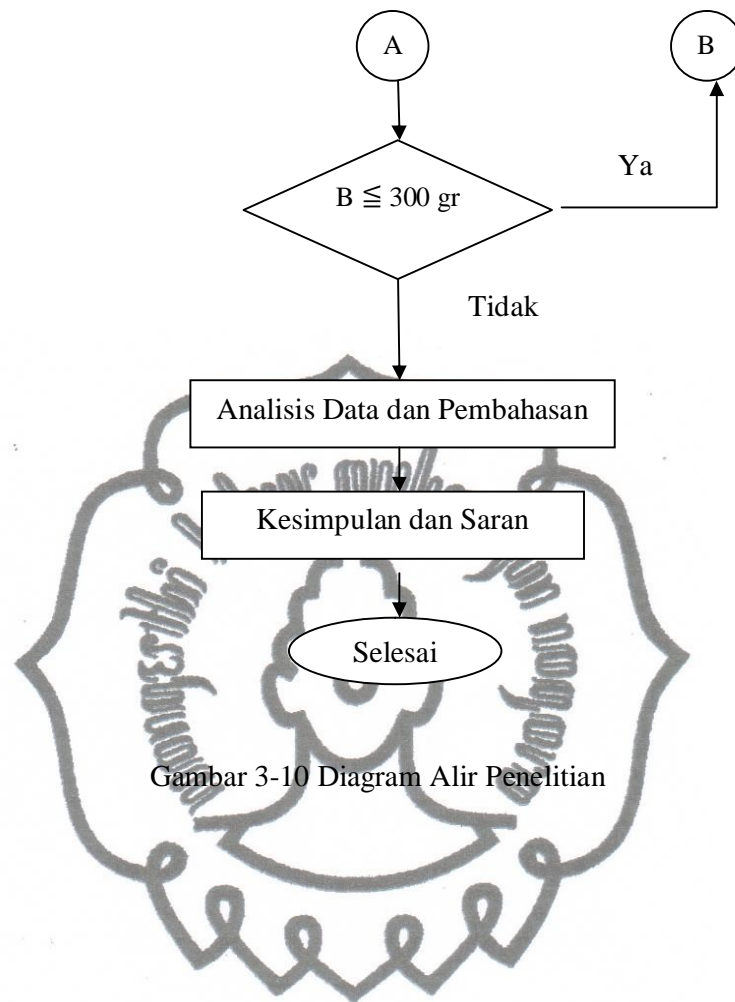 A
B
B ≦ 300 gr
Ya
Tidak
Analisis Data dan Pembahasan
Kesimpulan dan Saran
Selesai
Gambar 3-10 Diagram Alir Penelitian